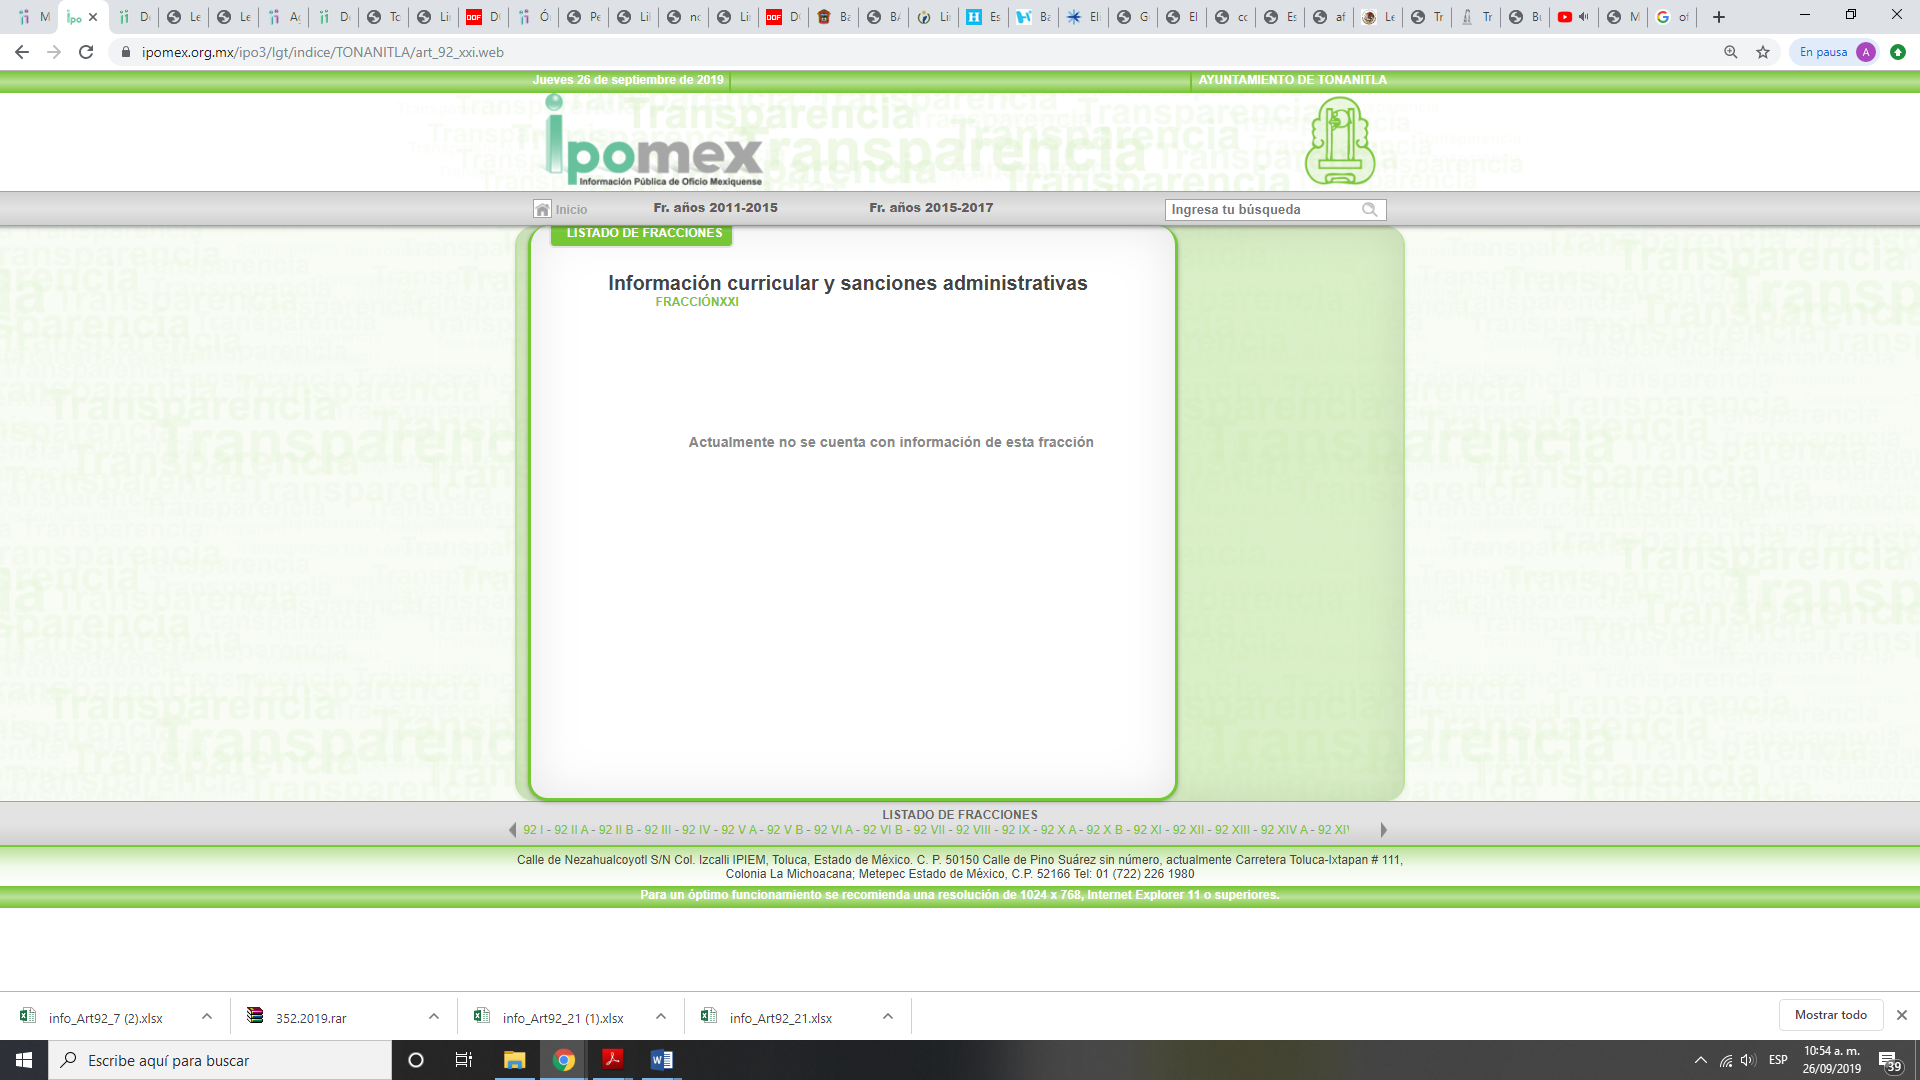 ipomex.org.mx/ipo3/lgt/indice/TONANITLA/art_92_xxi.web
En pausa
A
Jueves 26 de septiembre de 2019
AYUNTAMIENTO DE TONANITLA
ipomex
Información Pública de Oficio Mexiquense
Transparencia
Inicio
Fr. años 2011-2015
Fr. años 2015-2017
Ingresa tu búsqueda
LISTADO DE FRACCIONES
Información curricular y sanciones administrativas
FRACCIÓNXXI
Actualmente no se cuenta con información de esta fracción
LISTADO DE FRACCIONES
92 I - 92 II A - 92 II B - 92 III - 92 IV - 92 V A - 92 V B - 92 VI A - 92 VI B - 92 VII - 92 VIII - 92 IX - 92 X A - 92 X B - 92 XI - 92 XII - 92 XIII - 92 XIV A - 92 XIV
Calle de Nezahualcoyotl S/N Col. Izcalli IPIEM, Toluca, Estado de México. C. P. 50150 Calle de Pino Suárez sin número, actualmente Carretera Toluca-Ixtapan # 111,
Colonia La Michoacana; Metepec Estado de México, C.P. 52166 Tel: 01 (722) 226 1980
Para un óptimo funcionamiento se recomienda una resolución de 1024 x 768, Internet Explorer 11 o superiores.
info_Art92_7 (2).xlsx
352.2019.rar
info_Art92_21 (1).xlsx
info_Art92_21.xlsx
Mostrar todo
Escribe aquí para buscar
ESP
10:54 a. m.
26/09/2019
39